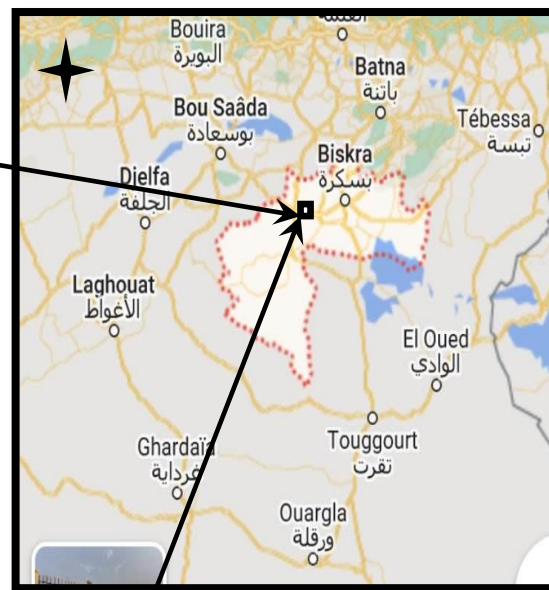 Bouira
البويرة
Batna
باتنة
Bou Saâda
بوسعادة
Tébessa
تبسة
Biskra
بسكرة
Djelfa
الجلفة
Laghouat
الأغواط
El Oued
الوادي
Touggourt
تقرت
Ghardaïa
غرداية
Ouargla
ورقلة